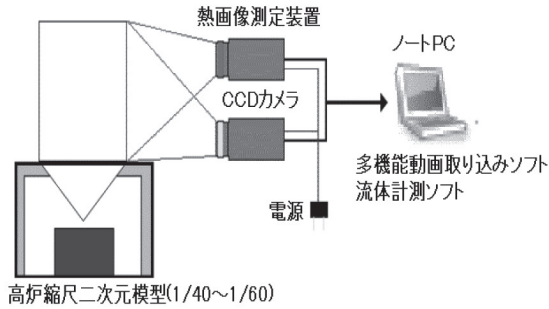 熱画像測定装置
ノートPC
CCDカメラ
多機能動画取り込みソフト
流体計測ソフト
電源
高炉縮尺二次元模型(1/40～1/60)